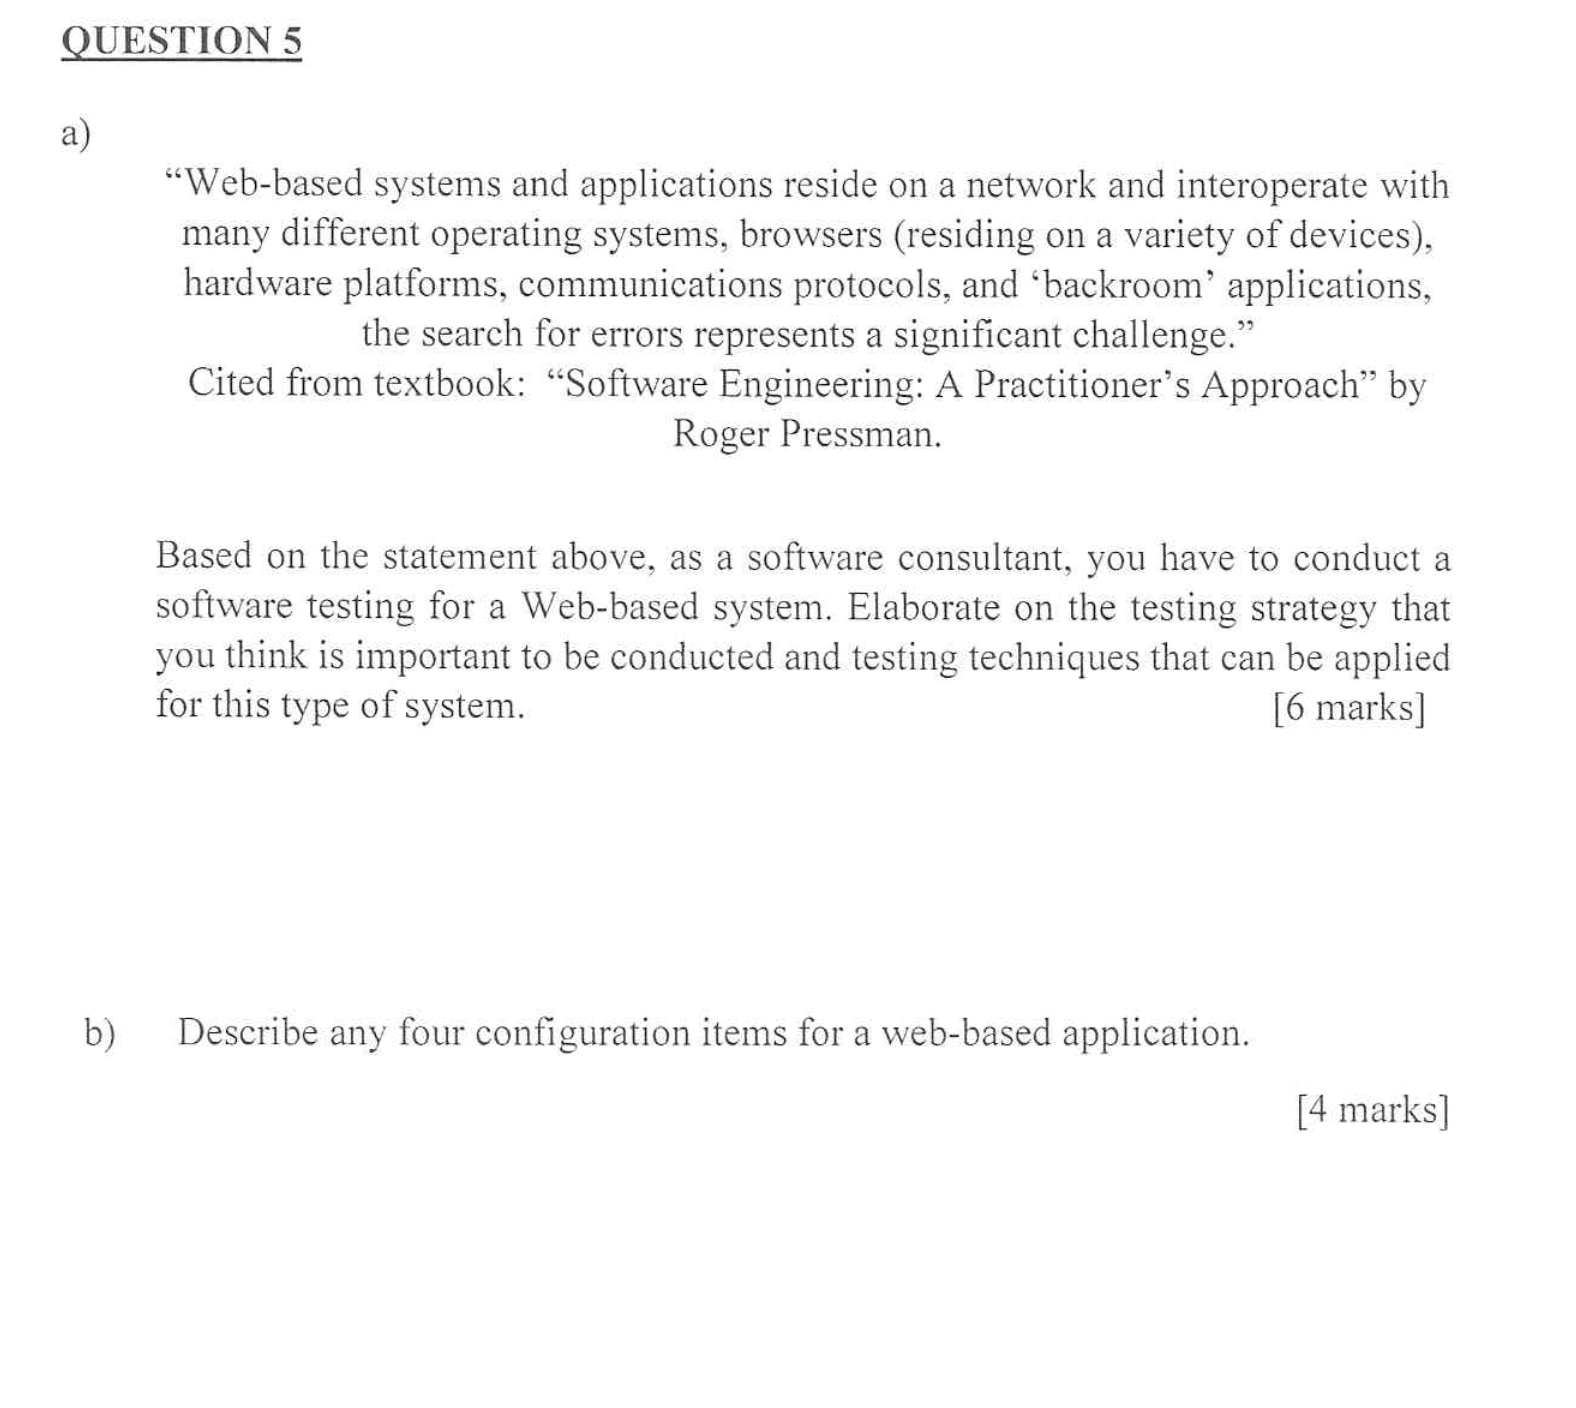 QUESTION 5
a)
“Web-based systems and applications reside on a network and interoperate with
many different operating systems, browsers (residing on a variety of devices),
hardware platforms, communications protocols, and ‘backroom’ applications,
the search for errors represents a significant challenge.”
Cited from textbook: “Software Engineering: A Practitioner’s Approach” by
Roger Pressman.
Based on the statement above, as a software consultant, you have to conduct a
software testing for a Web-based system. Elaborate on the testing strategy that
you think is important to be conducted and testing techniques that can be applied
for this type of system. [6 marks]
b) Describe any four configuration items for a web-based application.
[4 marks]